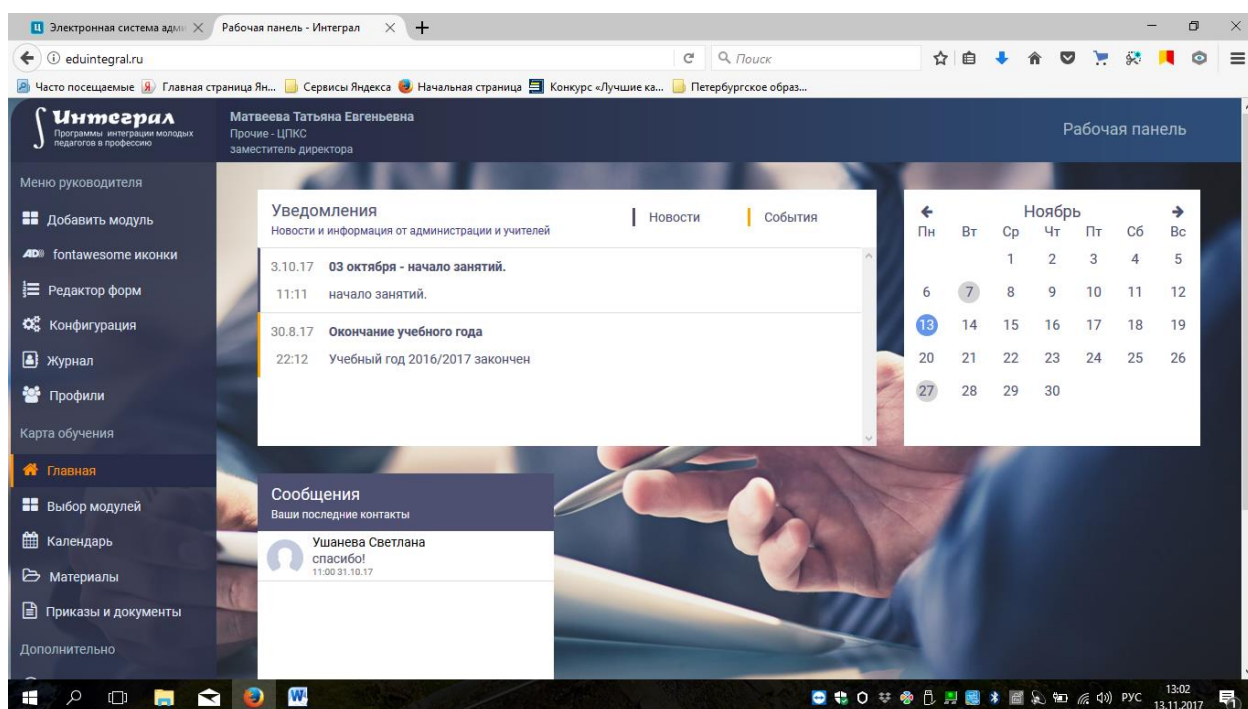 Электронная система адми
Рабочая панель - Интеграл
eduintegral.ru
Поиск
Часто посещаемые Главная страница Ян... Сервисы Яндекса Начальная страница Конкурс «Лучшие ка... Петербургское образ...
Интеграл
Программы интеграции молодых
педагогов в профессию
Матвеева Татьяна Евгеньевна
Прочие - ЦПКС
заместитель директора
Рабочая панель
Меню руководителя
Добавить модуль
fontawesome иконки
Редактор форм
Конфигурация
Журнал
Профили
Карта обучения
Главная
Выбор модулей
Календарь
Материалы
Приказы и документы
Дополнительно
Уведомления
Новости и информация от администрации и учителей
Новости
События
3.10.17 03 октября - начало занятий.
11:11 начало занятий.
30.8.17 Окончание учебного года
22:12 Учебный год 2016/2017 закончен
Ноябрь
Пн Вт Ср Чт Пт Сб Вс
1 2 3 4 5
6 7 8 9 10 11 12
13 14 15 16 17 18 19
20 21 22 23 24 25 26
27 28 29 30
Сообщения
Ваши последние контакты
Ушанева Светлана
спасибо!
11:00 31.10.17
РУС
13:02
13.11.2017